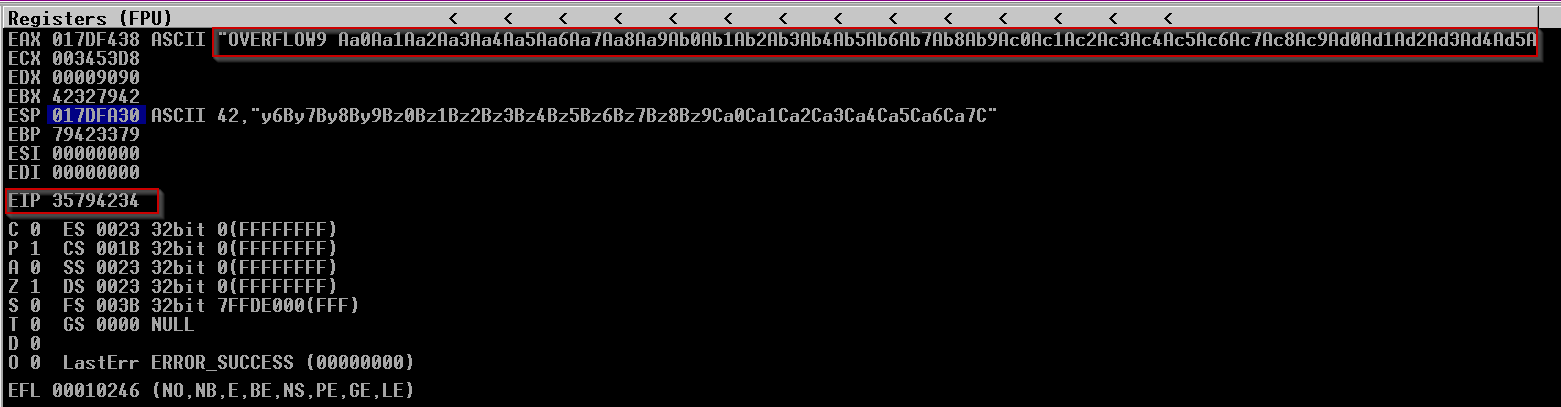 Registers (FPU) < < < < < < < < < < < < < <
EAX 017DF438 ASCII "OVERFLOW9 Aa0Aa1Aa2Aa3Aa4Aa5Aa6Aa7Aa8Aa9Ab0Ab1Ab2Ab3Ab4Ab5Ab6Ab7Ab8Ab9Ac0Ac1Ac2Ac3Ac4Ac5Ac6Ac7Ac8Ac9Ad0Ad1Ad2Ad3Ad4Ad5A
ECX 003453D8
EDX 00009090
EBX 42327942
ESP 017DFA30 ASCII 42,"y6By7By8By9Bz0Bz1Bz2Bz3Bz4Bz5Bz6Bz7Bz8Bz9Ca0Ca1Ca2Ca3Ca4Ca5Ca6Ca7C"
EBP 79423379
ESI 00000000
EDI 00000000
EIP 35794234
C 0 ES 0023 32bit 0(FFFFFFFF)
P 1 CS 001B 32bit 0(FFFFFFFF)
A 0 SS 0023 32bit 0(FFFFFFFF)
Z 1 DS 0023 32bit 0(FFFFFFFF)
S 0 FS 003B 32bit 7FFDE000(FFF)
T 0 GS 0000 NULL
D 0
O 0 LastErr ERROR_SUCCESS (00000000)
EFL 00010246 (NO,NB,E,BE,NS,PE,GE,LE)